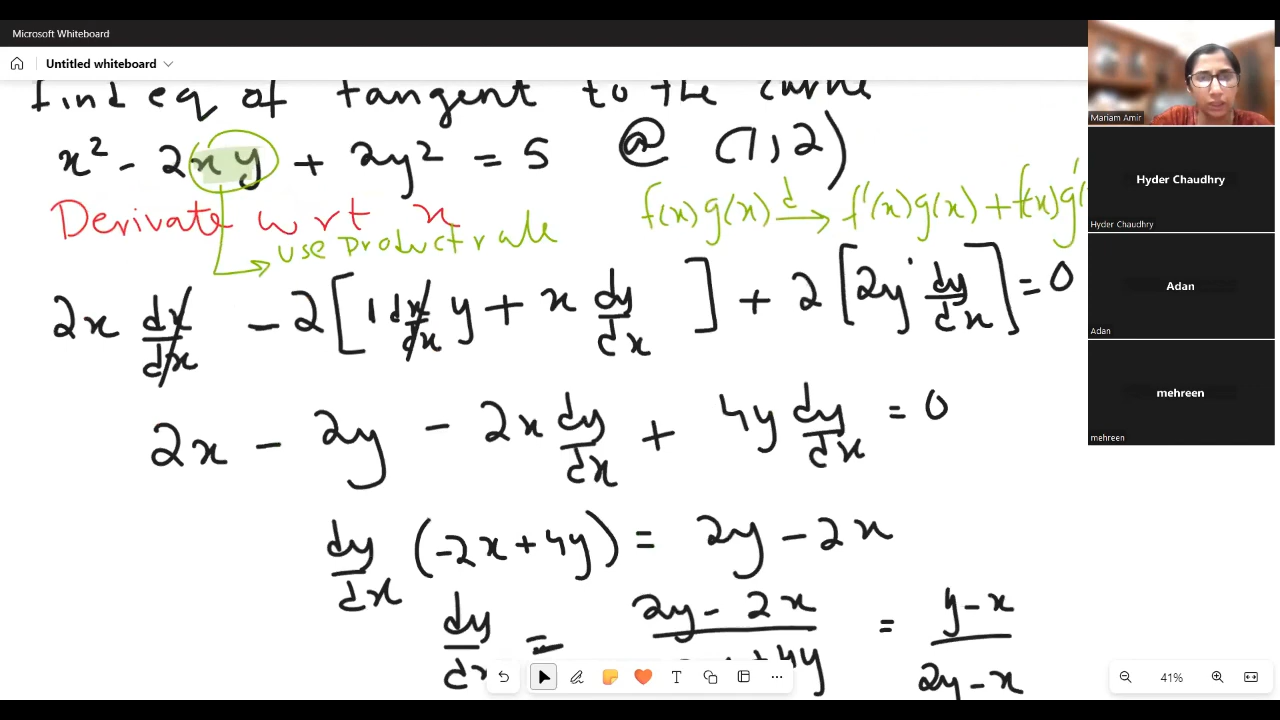 Microsoft Whiteboard
Untitled whiteboard
find eq of tangent to the curve
x² - 2xy + 2y² = 5 @ (1,2)
Derivate w r t x
use product rule
f(x)g(x) d→ f'(x)g(x) + f(x)g'
2x dx/dx - 2[1 dx/dx y + x dy/dx] + 2[2y dy/dx] = 0
2x - 2y - 2x dy/dx + 4y dy/dx = 0
dy/dx (-2x+4y) = 2y - 2x
dy/dx = 2y - 2x / +4y = y-x / 2y-x
41%
Mariam Amir
Hyder Chaudhry
Hyder Chaudhry
Adan
Adan
mehreen
mehreen